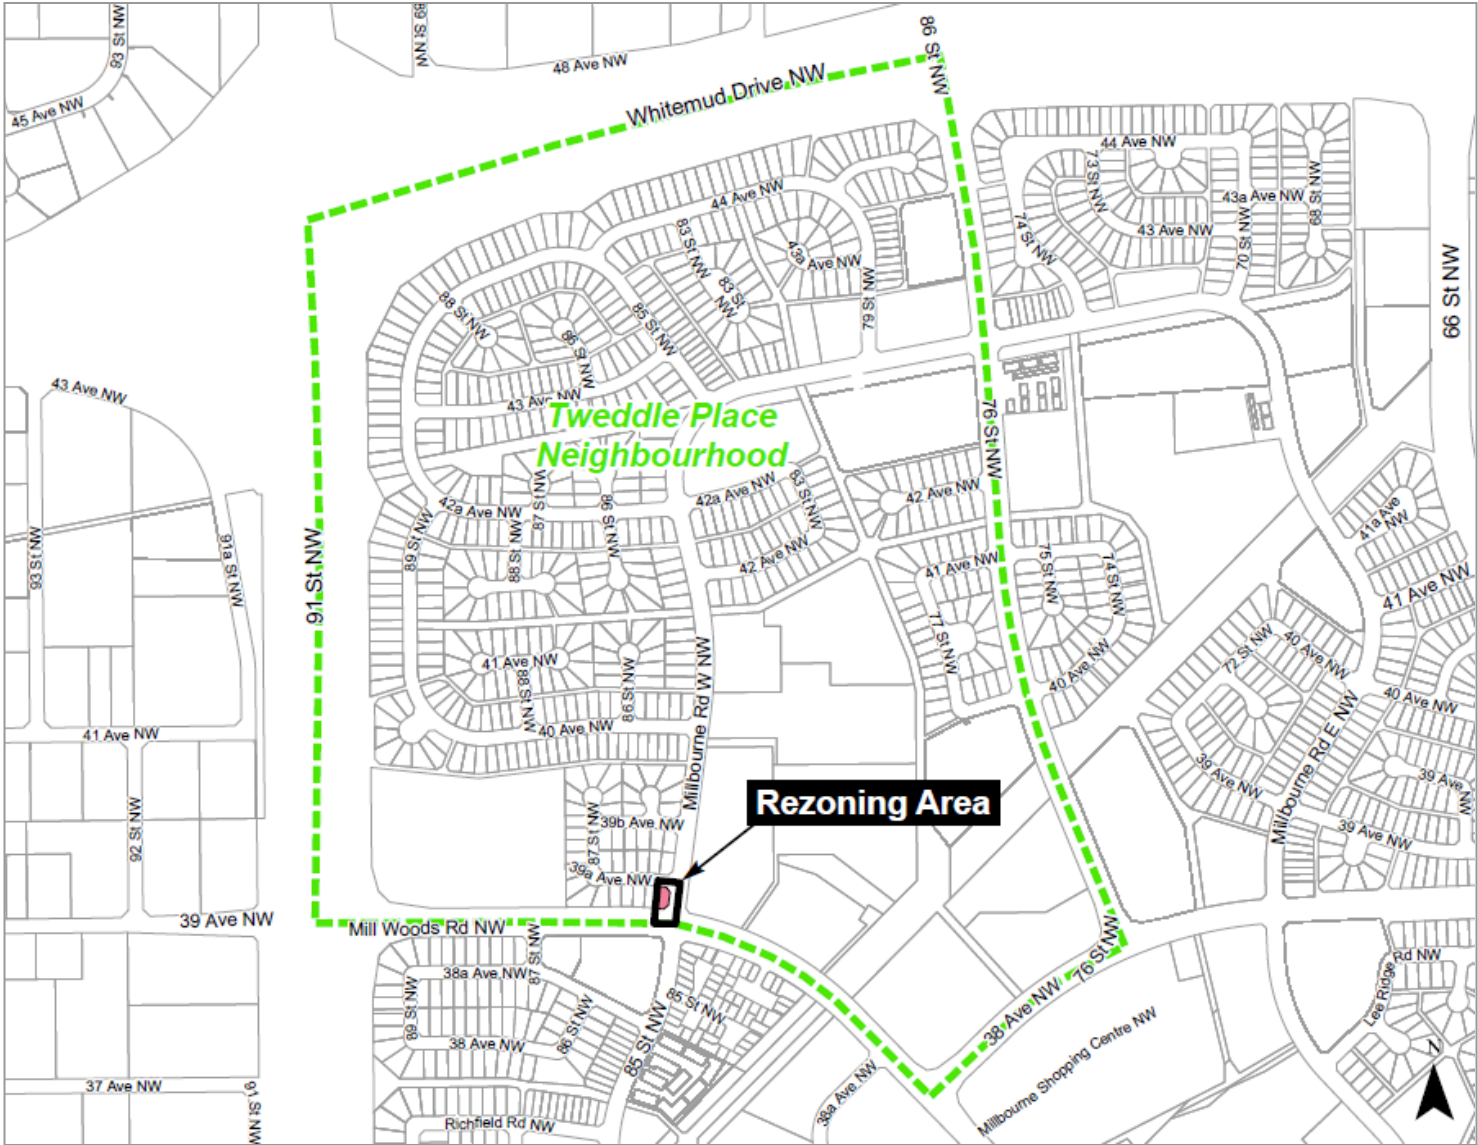 93 St NW
89 St NW
86 St NW
48 Ave NW
Whitemud Drive NW
45 Ave NW
44 Ave NW
73 St NW
68 St NW
43a Ave NW
44 Ave NW
43 Ave NW
74 St NW
70 St NW
83 St NW
43a Ave NW
83 St
NW
66 St NW
88 St NW
85 St NW
79 St NW
86 St NW
43 Ave NW
43 Ave NW
Tweddle Place
Neighbourhood
76 St NW
42a Ave NW
87 St NW
86 St NW
42a Ave NW
83 St NW
42 Ave NW
41a Ave
NW
93 St NW
91a St NW
91 St NW
89 St NW
88 St NW
42 Ave NW
41 Ave NW
75 St NW
74 St NW
41 Ave NW
77 St NW
72 St NW
40 Ave NW
41 Ave NW
88 St NW
86 St NW
Millbourne Rd W NW
40 Ave NW
40 Ave NW
40 Ave NW
41 Ave NW
92 St NW
Millbourne Rd E NW
39 Ave NW
39 Ave
NW
39 Ave NW
Rezoning Area
39b Ave NW
87 St NW
39a Ave NW
39 Ave NW
Mill Woods Rd NW
87 St NW
38a Ave NW
89 St NW
38 Ave NW
86 St NW
85 St NW
85 St NW
76 St NW
38 Ave NW
Millbourne Shopping Centre NW
Lee Ridge
Rd NW
37 Ave NW
91 St NW
Richfield Rd NW
38a Ave NW
N